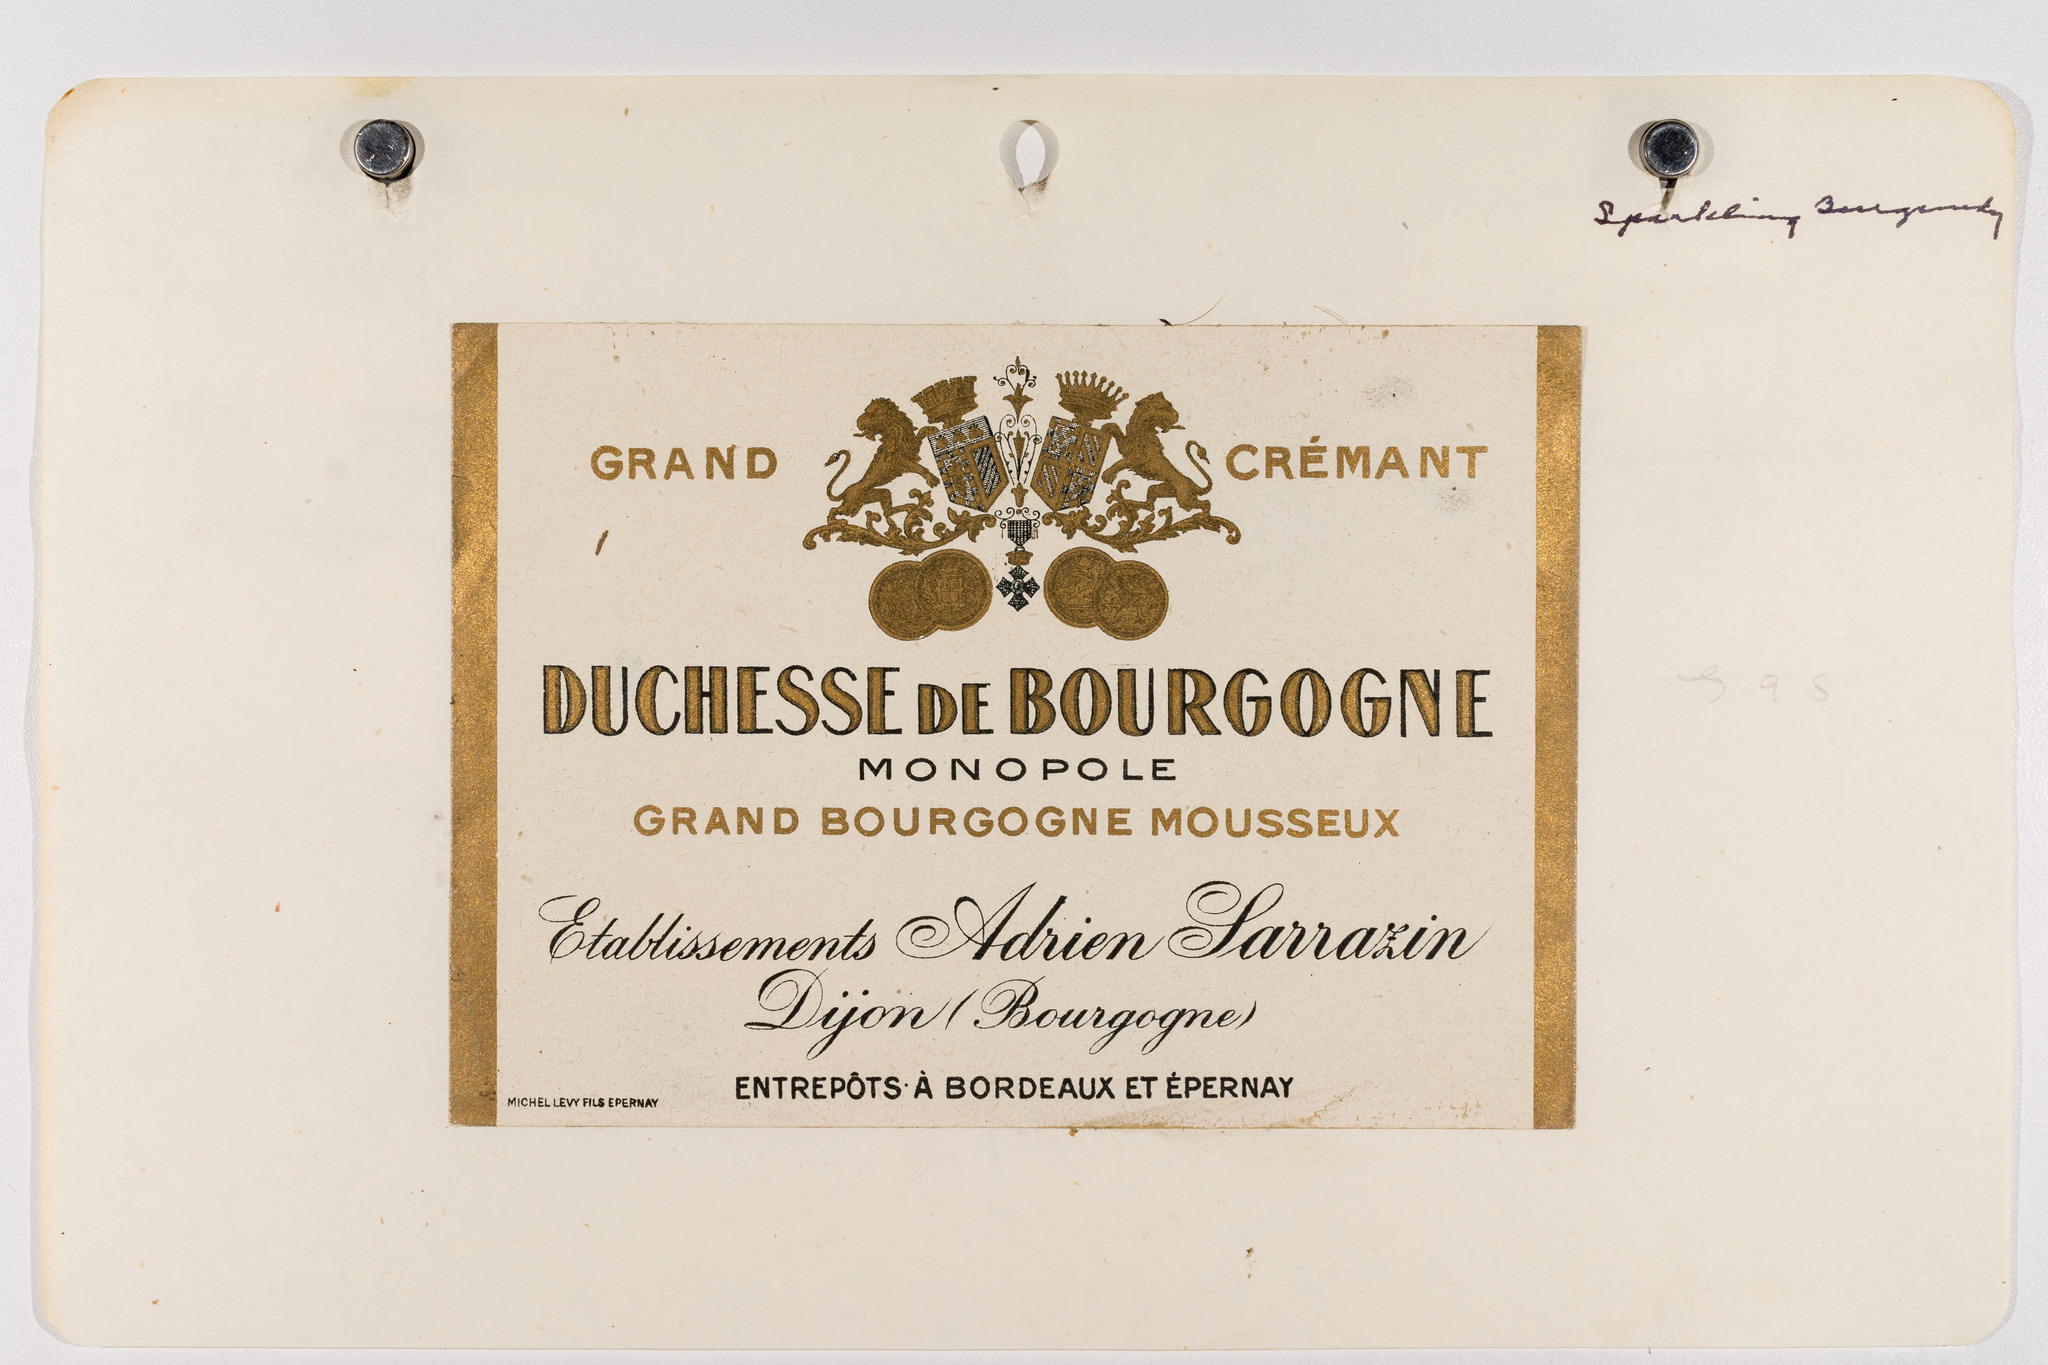 Sparkling Burgundy
GRAND CRÉMANT
DUCHESSE DE BOURGOGNE
MONOPOLE
GRAND BOURGOGNE MOUSSEUX
Etablissements Adrien Sarrazin
Dijon (Bourgogne)
ENTREPÔTS · À BORDEAUX ET ÉPERNAY
MICHEL LEVY FILS EPERNAY